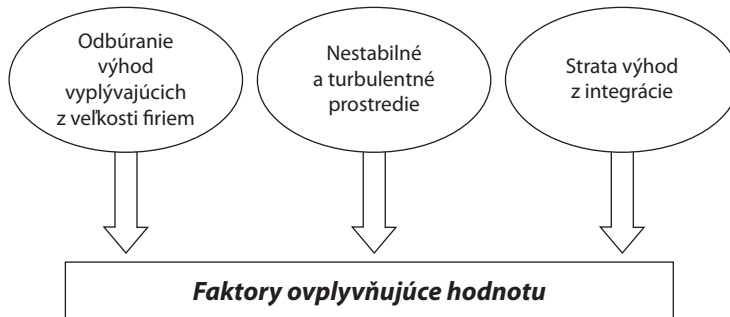 Odbúranie
výhod
vyplývajúcich
z veľkosti firiem
Nestabilné
a turbulentné
prostredie
Strata výhod
z integrácie
Faktory ovplyvňujúce hodnotu